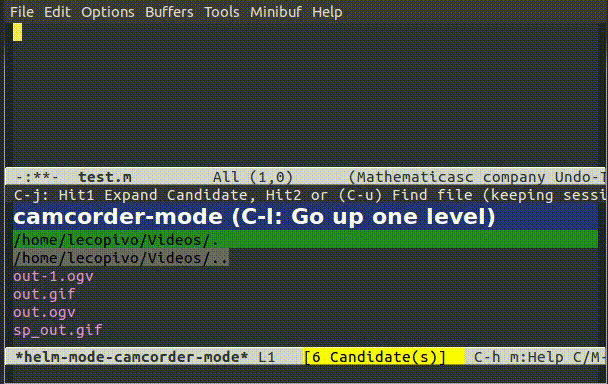 File Edit Options Buffers Tools Minibuf Help
-:**- test.m All (1,0) (Mathematicasc company Undo-T
C-j: Hit1 Expand Candidate, Hit2 or (C-u) Find file (keeping sessi
camcorder-mode (C-l: Go up one level)
/home/lecopivo/Videos/.
/home/lecopivo/Videos/..
out-1.ogv
out.gif
out.ogv
sp_out.gif
*helm-mode-camcorder-mode* L1 [6 Candidate(s)] C-h m:Help C/M-